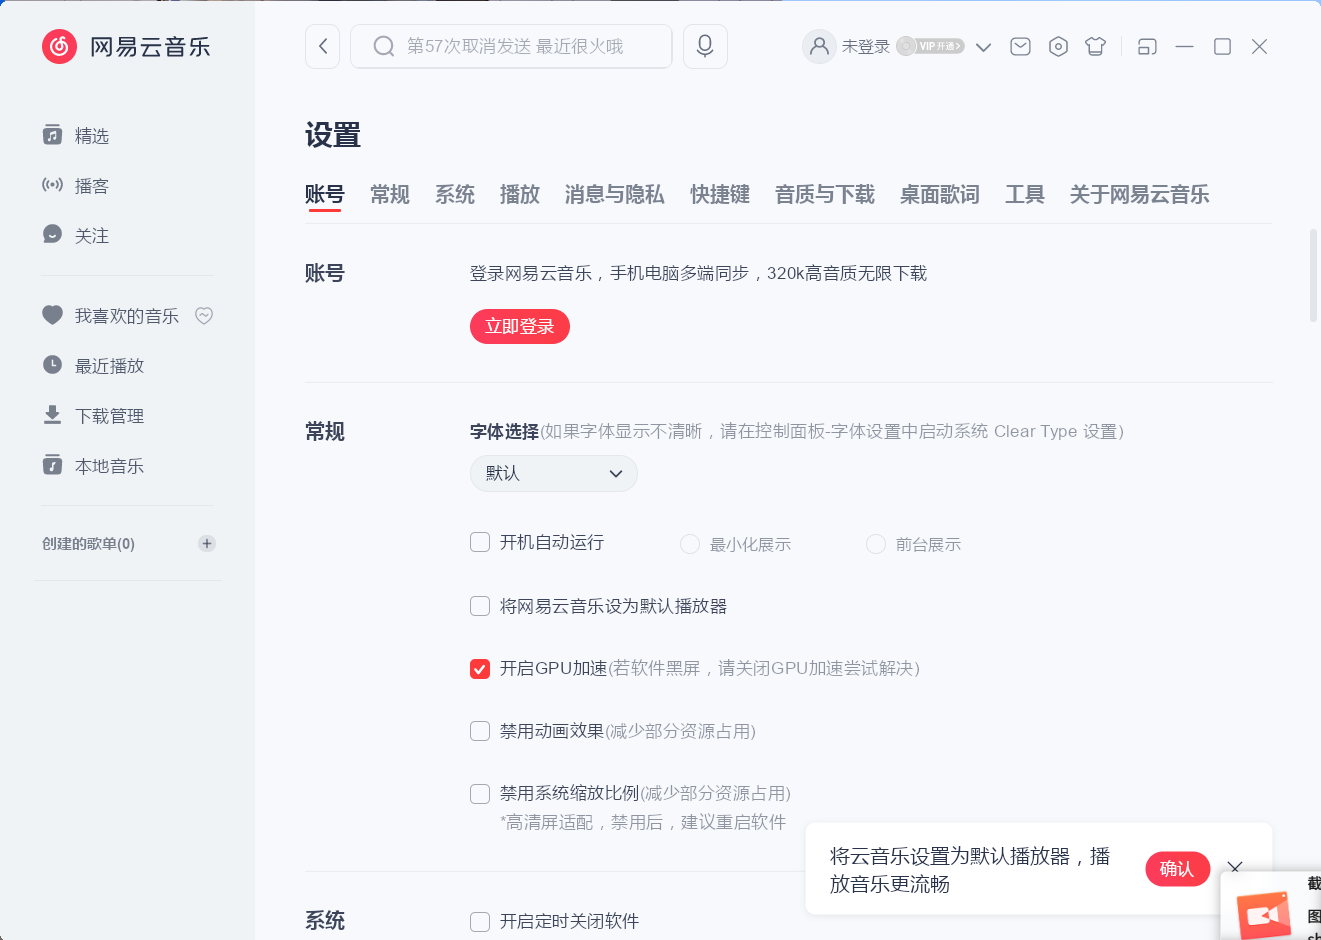 网易云音乐
第57次取消发送 最近很火哦
未登录
VIP开通
精选
播客
关注
我喜欢的音乐
最近播放
下载管理
本地音乐
创建的歌单(0)
设置
账号 常规 系统 播放 消息与隐私 快捷键 音质与下载 桌面歌词 工具 关于网易云音乐
账号
登录网易云音乐，手机电脑多端同步，320k高音质无限下载
立即登录
常规
字体选择(如果字体显示不清晰，请在控制面板-字体设置中启动系统 Clear Type 设置)
默认
开机自动运行 最小化展示 前台展示
将网易云音乐设为默认播放器
开启GPU加速(若软件黑屏，请关闭GPU加速尝试解决)
禁用动画效果(减少部分资源占用)
禁用系统缩放比例(减少部分资源占用)
*高清屏适配，禁用后，建议重启软件
系统
开启定时关闭软件
将云音乐设置为默认播放器，播
放音乐更流畅
确认
截
图